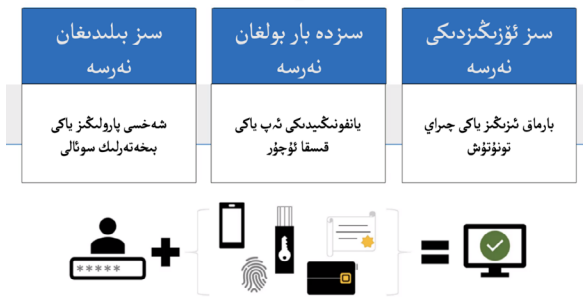 سىز ئۆزىڭىزدىكى
نەرسە
بارماق ئىزىڭىز ياكى چىراي
تونۇتۇش
سىزدە بار بولغان
نەرسە
يانفونىڭىيدىكى ئەپ ياكى
قىسقا ئۇچۇر
سىز بىلىدىغان
نەرسە
شەخسى پارولىڭىز ياكى
بىخەتەرلىك سوئالى
*****